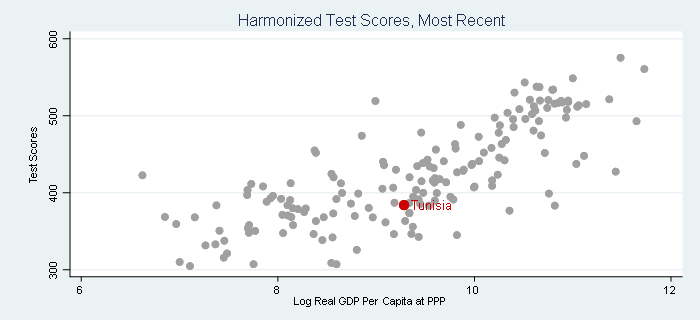 Harmonized Test Scores, Most Recent
600
500
400
300
Test Scores
Tunisia
6
8
10
12
Log Real GDP Per Capita at PPP